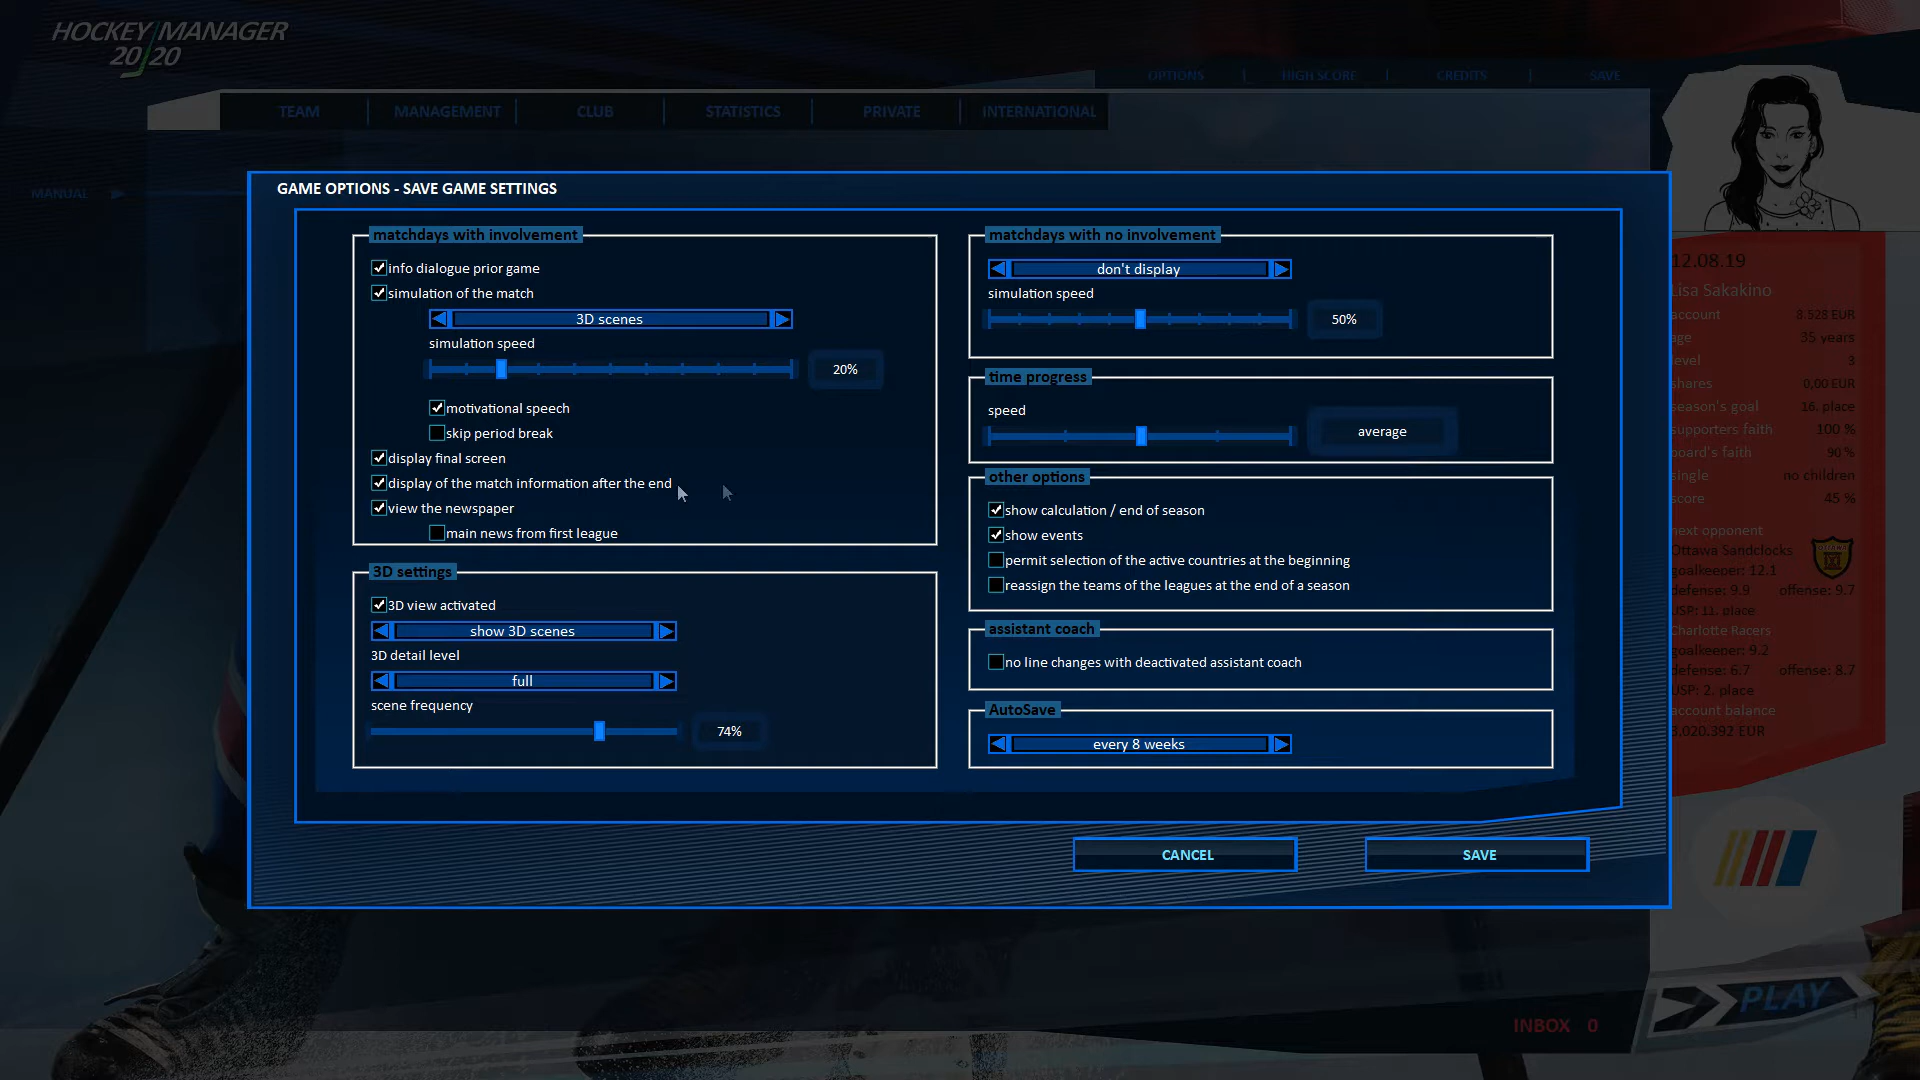 HOCKEY MANAGER
20/20
OPTIONS
HIGH SCORE
CREDITS
SAVE
TEAM
MANAGEMENT
CLUB
STATISTICS
PRIVATE
INTERNATIONAL
MANUAL
GAME OPTIONS - SAVE GAME SETTINGS
matchdays with involvement
info dialogue prior game
simulation of the match
3D scenes
simulation speed
20%
motivational speech
skip period break
display final screen
display of the match information after the end
view the newspaper
main news from first league
3D settings
3D view activated
show 3D scenes
3D detail level
full
scene frequency
74%
matchdays with no involvement
don't display
simulation speed
50%
time progress
speed
average
other options
show calculation / end of season
show events
permit selection of the active countries at the beginning
reassign the teams of the leagues at the end of a season
assistant coach
no line changes with deactivated assistant coach
AutoSave
every 8 weeks
CANCEL
SAVE
12.08.19
Lisa Sakakino
account 8.528 EUR
age 35 years
level 3
shares 0,00 EUR
season's goal 16. place
supporters faith 100 %
board's faith 90 %
single no children
score 45 %
next opponent
Ottawa Sandclocks
goalkeeper: 12.1
defense: 9.9 offense: 9.7
USP: 11. place
Charlotte Racers
goalkeeper: 9.2
defense: 6.7 offense: 8.7
USP: 2. place
account balance
3,020.392 EUR
PLAY
INBOX 0